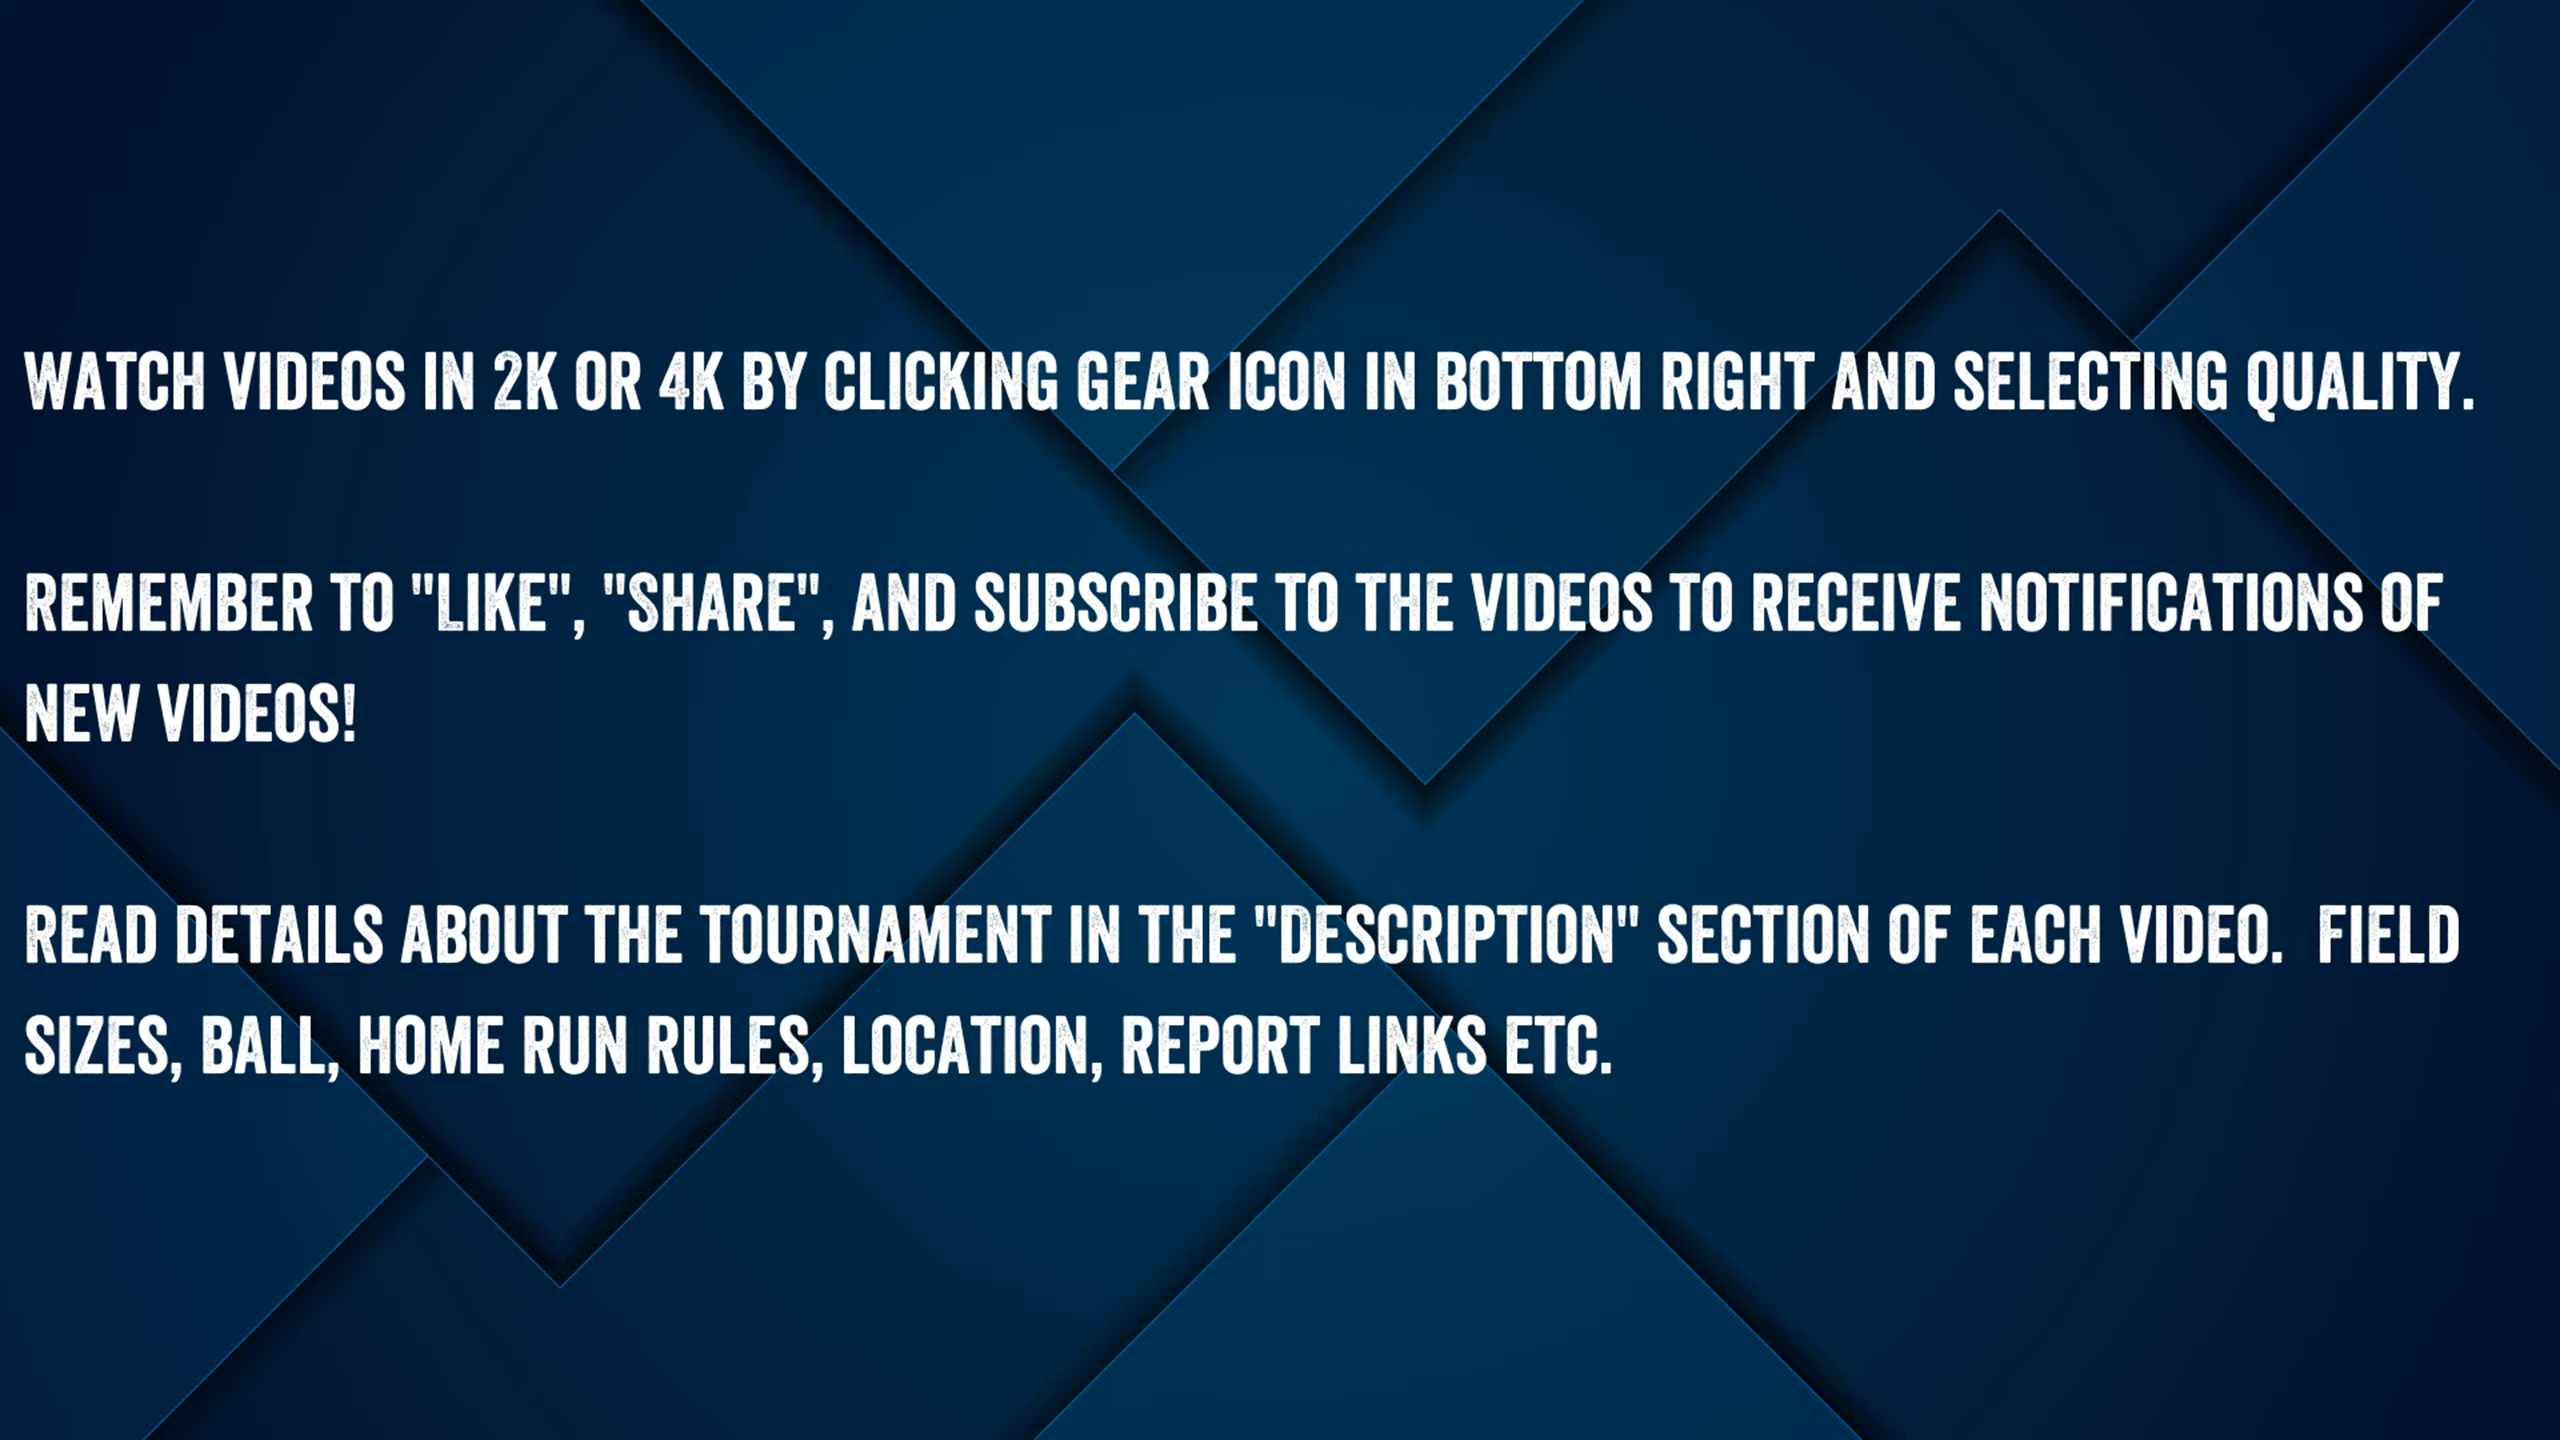 WATCH VIDEOS IN 2K OR 4K BY CLICKING GEAR ICON IN BOTTOM RIGHT AND SELECTING QUALITY.
REMEMBER TO "LIKE", "SHARE", AND SUBSCRIBE TO THE VIDEOS TO RECEIVE NOTIFICATIONS OF
NEW VIDEOS!
READ DETAILS ABOUT THE TOURNAMENT IN THE "DESCRIPTION" SECTION OF EACH VIDEO.  FIELD
SIZES, BALL, HOME RUN RULES, LOCATION, REPORT LINKS ETC.